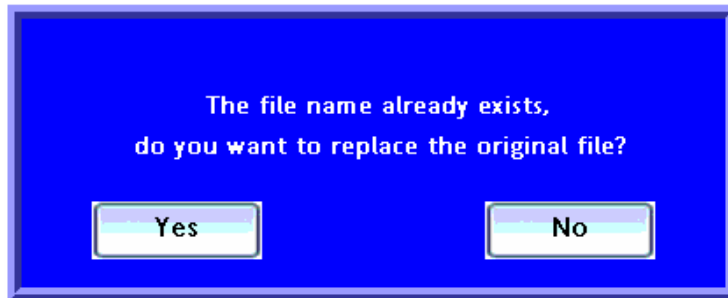 The file name already exists,
do you want to replace the original file?
Yes
No